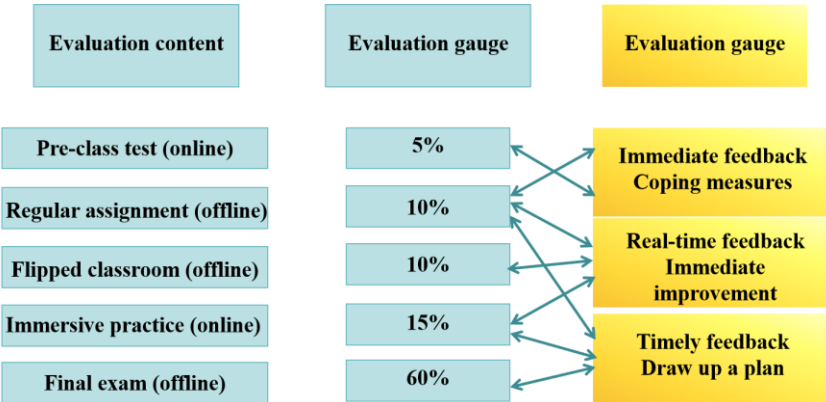 Evaluation content
Evaluation gauge
Evaluation gauge
Pre-class test (online)
5%
Immediate feedback
Coping measures
Regular assignment (offline)
10%
Real-time feedback
Immediate
improvement
Flipped classroom (offline)
10%
Immersive practice (online)
15%
Timely feedback
Draw up a plan
Final exam (offline)
60%